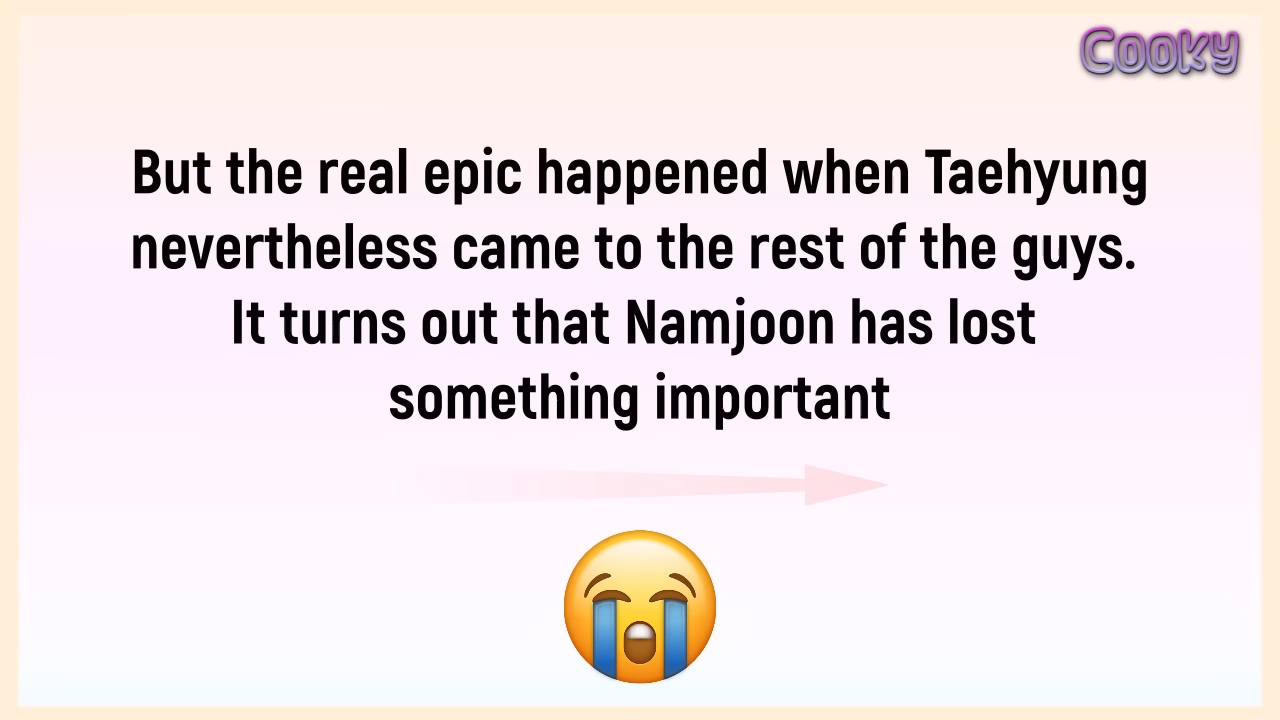 Cooky
But the real epic happened when Taehyung
nevertheless came to the rest of the guys.
It turns out that Namjoon has lost
something important